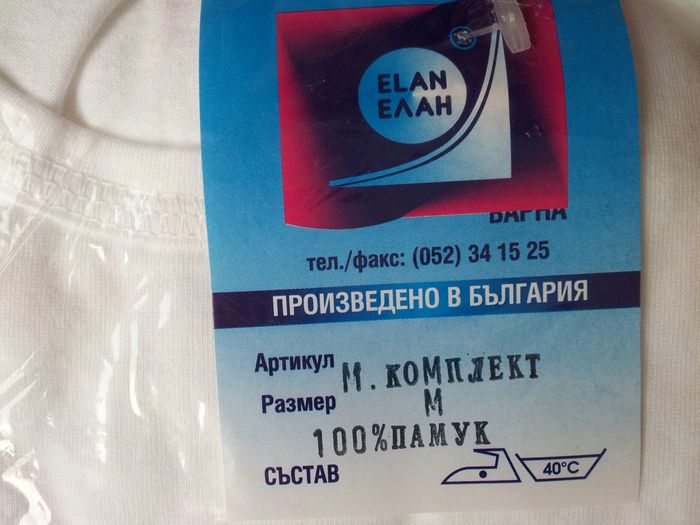 ELAN
ЕЛАН
ВАРНА
тел./факс: (052) 34 15 25
ПРОИЗВЕДЕНО В БЪЛГАРИЯ
Артикул М. КОМПЛЕКТ
Размер М
100% ПАМУК
СЪСТАВ
40°C